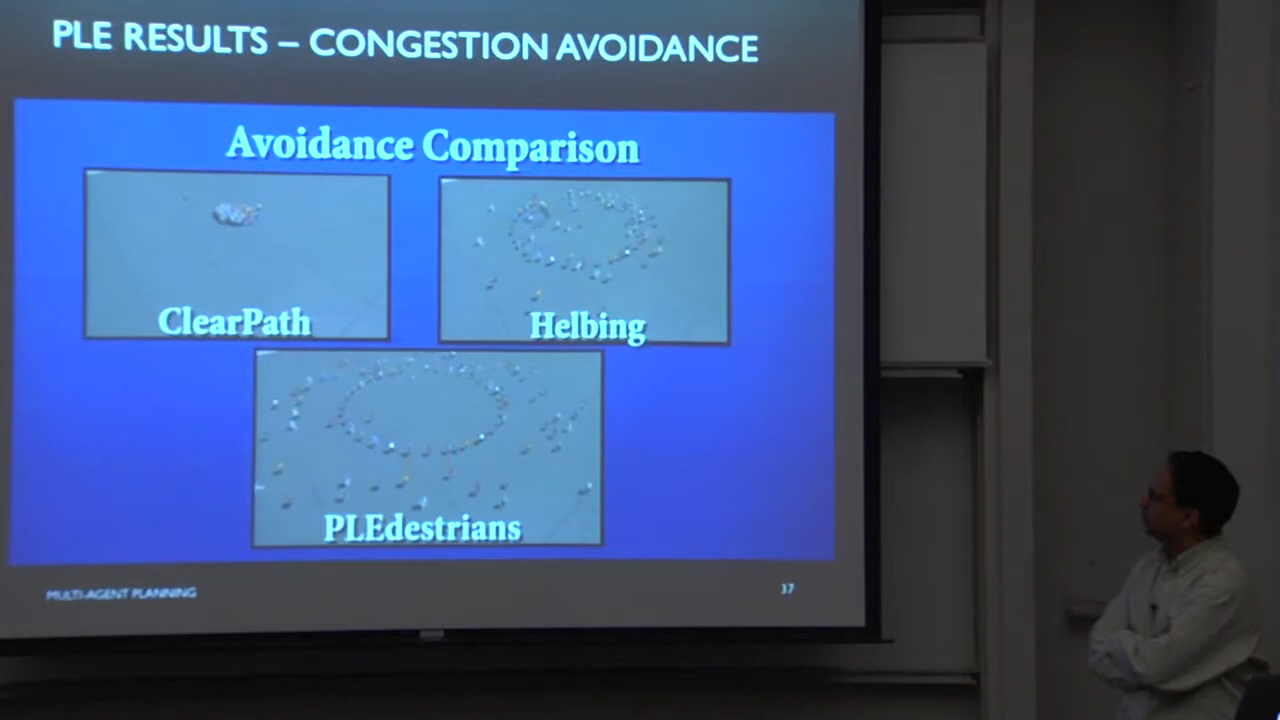 PLE RESULTS – CONGESTION AVOIDANCE
Avoidance Comparison
ClearPath
Helbing
PLEdestrians
MULTI-AGENT PLANNING
37